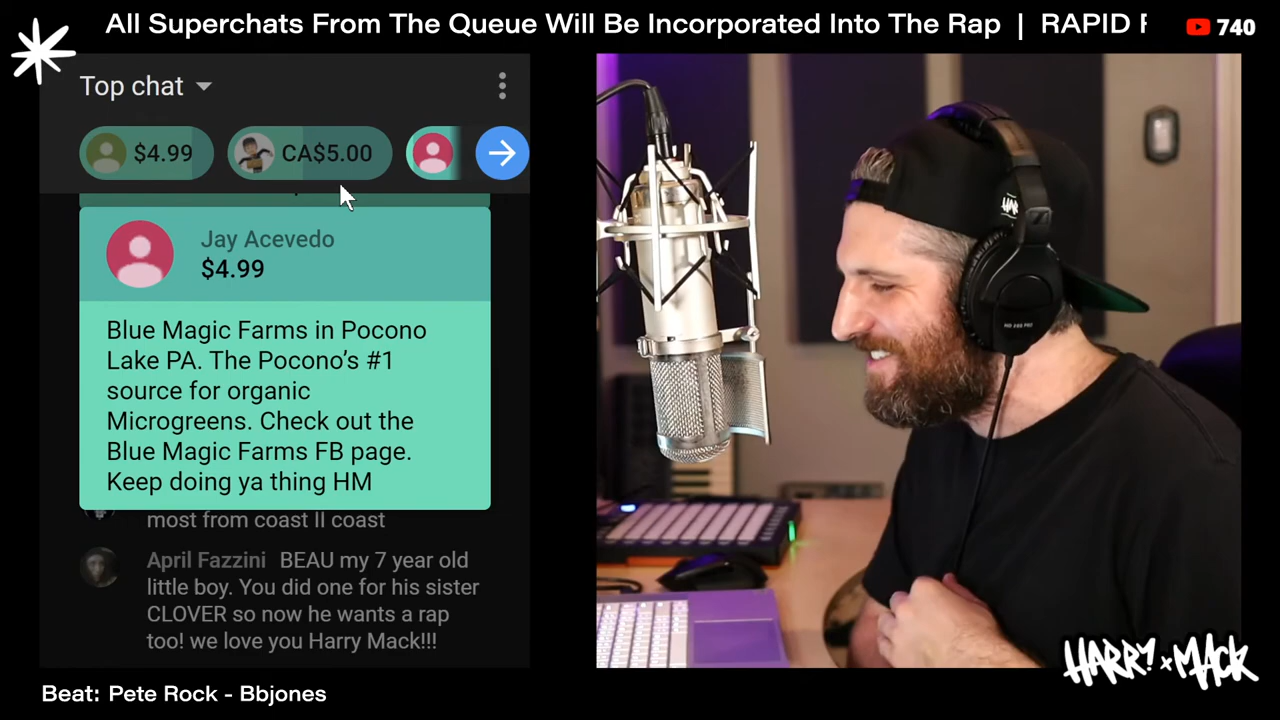 All Superchats From The Queue Will Be Incorporated Into The Rap | RAPID
740
Top chat
$4.99
CA$5.00
Jay Acevedo
$4.99
Blue Magic Farms in Pocono
Lake PA. The Pocono’s #1
source for organic
Microgreens. Check out the
Blue Magic Farms FB page.
Keep doing ya thing HM
most from coast II coast
April Fazzini BEAU my 7 year old
little boy. You did one for his sister
CLOVER so now he wants a rap
too! we love you Harry Mack!!!
HARRY x MACK
Beat: Pete Rock - Bbjones